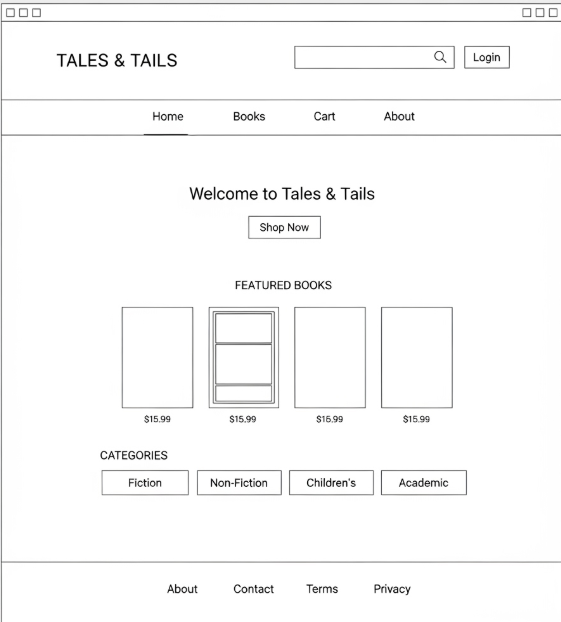 TALES & TAILS
Login
Home Books Cart About
Welcome to Tales & Tails
Shop Now
FEATURED BOOKS
$15.99 $15.99 $15.99 $15.99
CATEGORIES
Fiction Non-Fiction Children's Academic
About Contact Terms Privacy